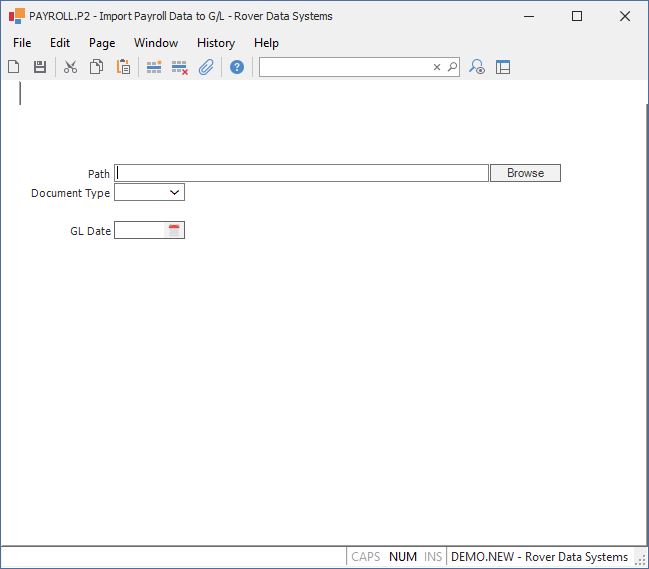 PAYROLL.P2 - Import Payroll Data to G/L - Rover Data Systems
File Edit Page Window History Help
Path Browse
Document Type
GL Date
CAPS NUM INS DEMO.NEW - Rover Data Systems